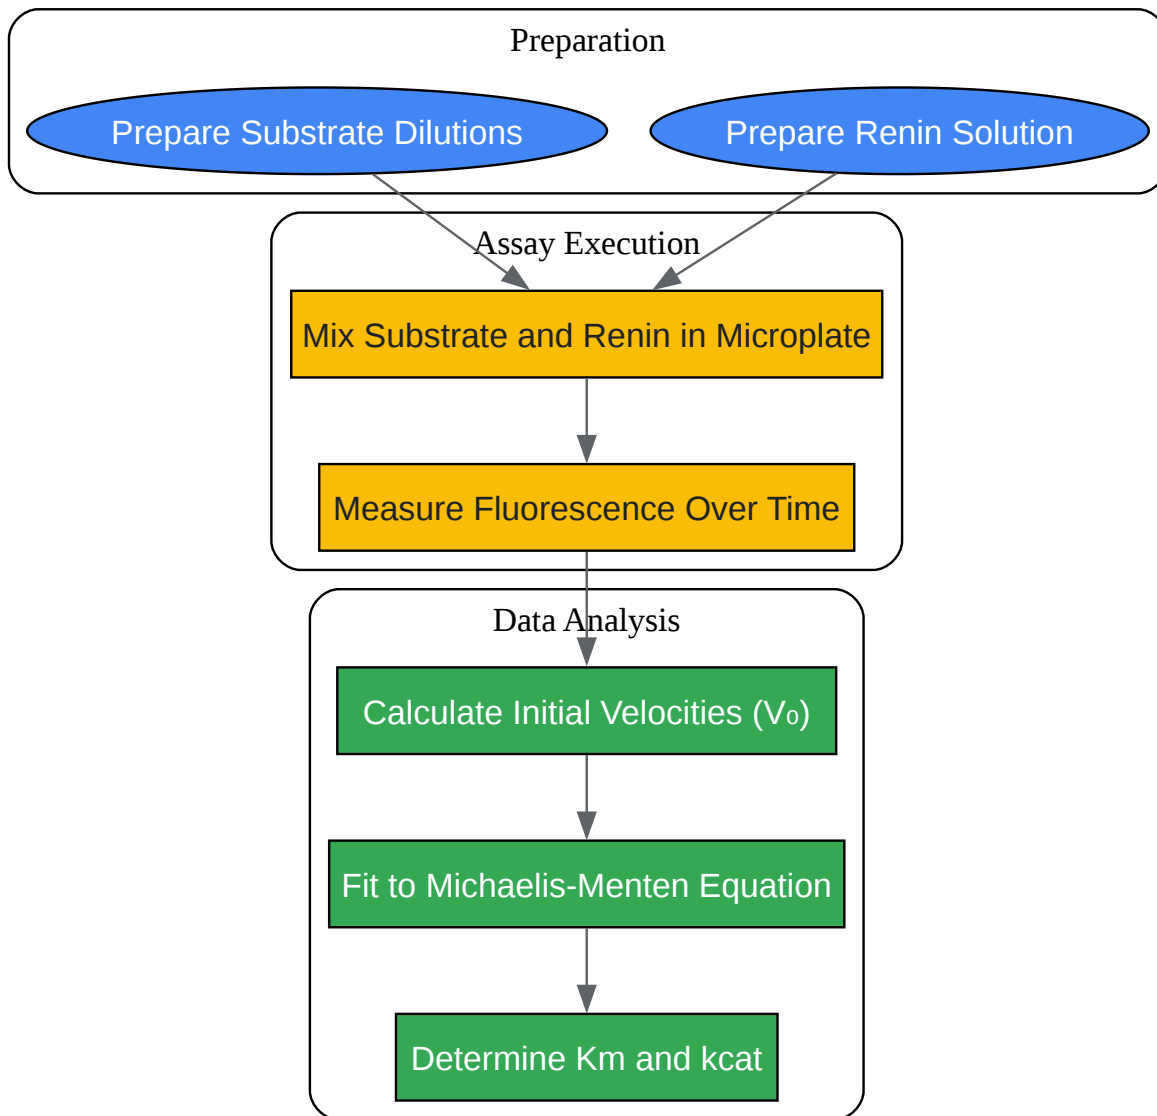 Preparation
Prepare Substrate Dilutions
Prepare Renin Solution
Assay Execution
Mix Substrate and Renin in Microplate
Measure Fluorescence Over Time
Data Analysis
Calculate Initial Velocities (V₀)
Fit to Michaelis-Menten Equation
Determine Km and kcat